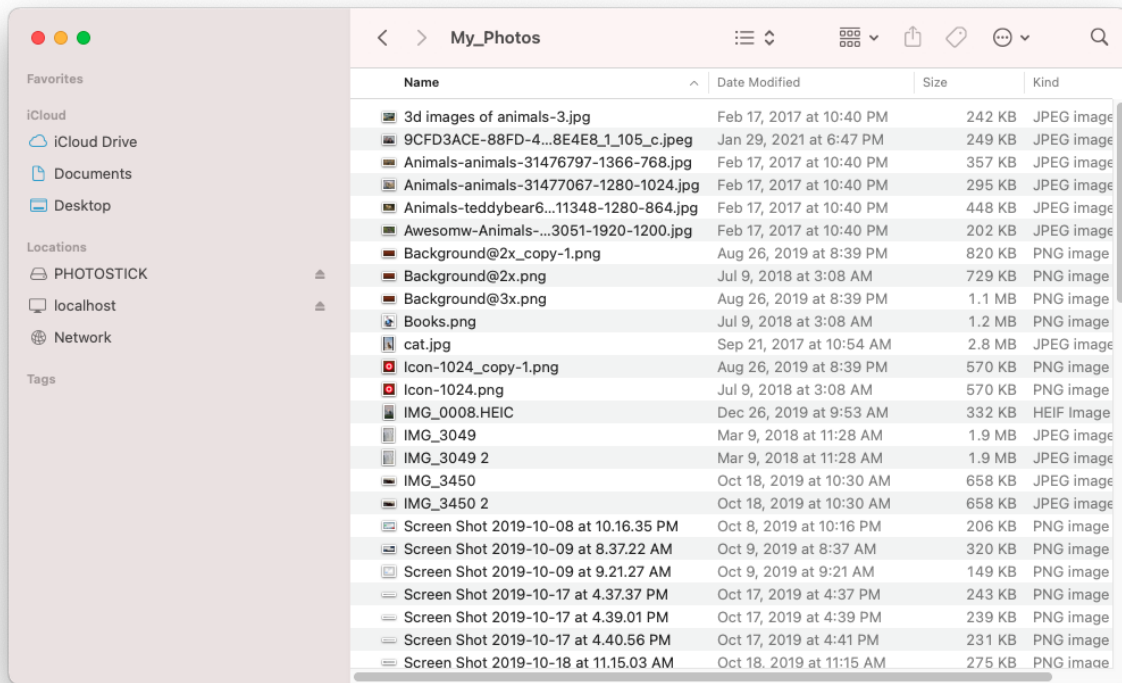 My_Photos
Favorites
iCloud
iCloud Drive
Documents
Desktop
Locations
PHOTOSTICK
localhost
Network
Tags
Name Date Modified Size Kind
3d images of animals-3.jpg Feb 17, 2017 at 10:40 PM 242 KB JPEG image
9CFD3ACE-88FD-4...8E4E8_1_105_c.jpeg Jan 29, 2021 at 6:47 PM 249 KB JPEG image
Animals-animals-31476797-1366-768.jpg Feb 17, 2017 at 10:40 PM 357 KB JPEG image
Animals-animals-31477067-1280-1024.jpg Feb 17, 2017 at 10:40 PM 295 KB JPEG image
Animals-teddybear6...11348-1280-864.jpg Feb 17, 2017 at 10:40 PM 448 KB JPEG image
Awesomw-Animals-...3051-1920-1200.jpg Feb 17, 2017 at 10:40 PM 202 KB JPEG image
Background@2x_copy-1.png Aug 26, 2019 at 8:39 PM 820 KB PNG image
Background@2x.png Jul 9, 2018 at 3:08 AM 729 KB PNG image
Background@3x.png Aug 26, 2019 at 8:39 PM 1.1 MB PNG image
Books.png Jul 9, 2018 at 3:08 AM 1.2 MB PNG image
cat.jpg Sep 21, 2017 at 10:54 AM 2.8 MB JPEG image
Icon-1024_copy-1.png Aug 26, 2019 at 8:39 PM 570 KB PNG image
Icon-1024.png Jul 9, 2018 at 3:08 AM 570 KB PNG image
IMG_0008.HEIC Dec 26, 2019 at 9:53 AM 332 KB HEIF Image
IMG_3049 Mar 9, 2018 at 11:28 AM 1.9 MB JPEG image
IMG_3049 2 Mar 9, 2018 at 11:28 AM 1.9 MB JPEG image
IMG_3450 Oct 18, 2019 at 10:30 AM 658 KB JPEG image
IMG_3450 2 Oct 18, 2019 at 10:30 AM 658 KB JPEG image
Screen Shot 2019-10-08 at 10.16.35 PM Oct 8, 2019 at 10:16 PM 206 KB PNG image
Screen Shot 2019-10-09 at 8.37.22 AM Oct 9, 2019 at 8:37 AM 320 KB PNG image
Screen Shot 2019-10-09 at 9.21.27 AM Oct 9, 2019 at 9:21 AM 149 KB PNG image
Screen Shot 2019-10-17 at 4.37.37 PM Oct 17, 2019 at 4:37 PM 243 KB PNG image
Screen Shot 2019-10-17 at 4.39.01 PM Oct 17, 2019 at 4:39 PM 239 KB PNG image
Screen Shot 2019-10-17 at 4.40.56 PM Oct 17, 2019 at 4:41 PM 231 KB PNG image
Screen Shot 2019-10-18 at 11.15.03 AM Oct 18, 2019 at 11:15 AM 275 KB PNG image